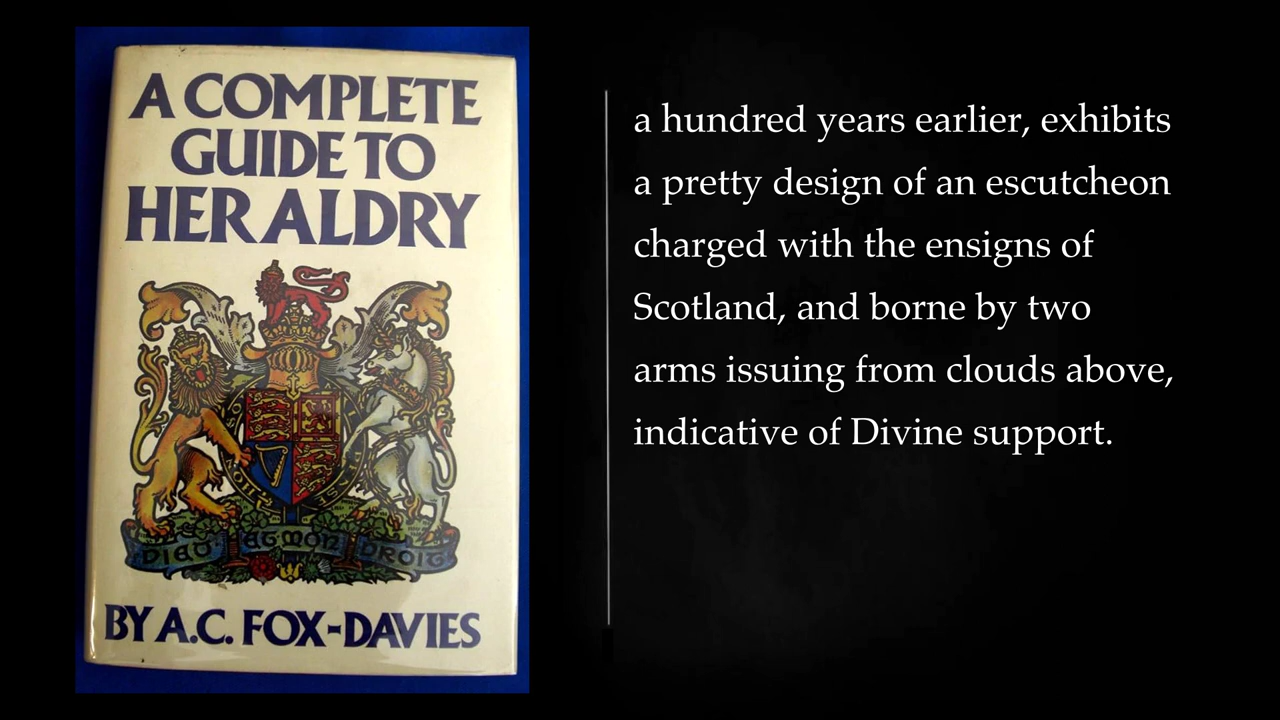 A COMPLETE
GUIDE TO
HERALDRY
DIEU ET MON DROIT
BY A.C. FOX-DAVIES
a hundred years earlier, exhibits
a pretty design of an escutcheon
charged with the ensigns of
Scotland, and borne by two
arms issuing from clouds above,
indicative of Divine support.